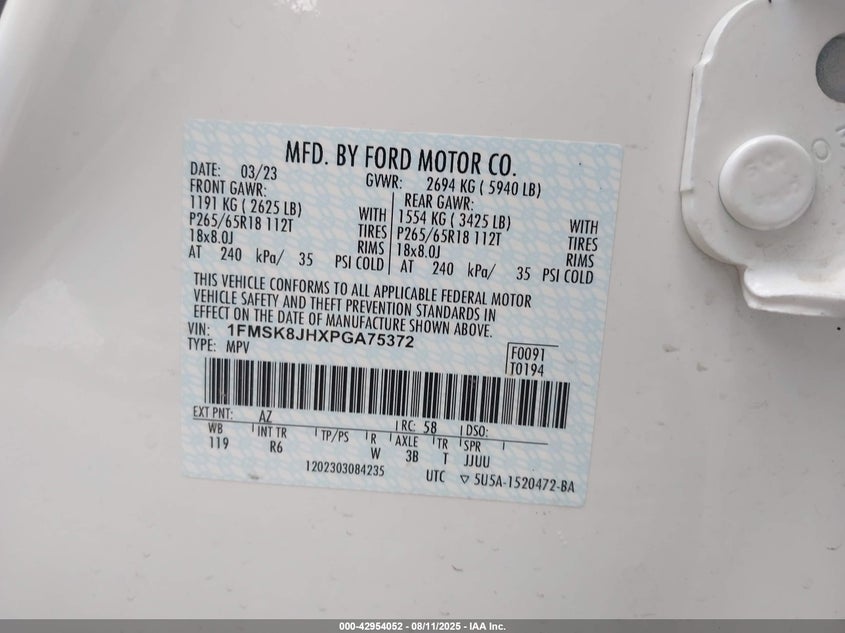 MFD. BY FORD MOTOR CO.
DATE: 03/23 GVWR: 2694 KG ( 5940 LB)
FRONT GAWR: REAR GAWR:
1191 KG ( 2625 LB) WITH 1554 KG ( 3425 LB) WITH
P265/65R18 112T TIRES P265/65R18 112T TIRES
18x8.0J RIMS 18x8.0J RIMS
AT 240 kPa/ 35 PSI COLD AT 240 kPa/ 35 PSI COLD
THIS VEHICLE CONFORMS TO ALL APPLICABLE FEDERAL MOTOR
VEHICLE SAFETY AND THEFT PREVENTION STANDARDS IN
EFFECT ON THE DATE OF MANUFACTURE SHOWN ABOVE.
VIN: 1FMSK8JHXPGA75372
TYPE: MPV
F0091
T0194
EXT PNT: AZ RC: 58 DSO:
WB INT TR TP/PS R AXLE TR SPR
119 R6 W 3B T JJUU
1202303084235 UTC ▽ 5U5A-1520472-BA
000-42954052 - 08/11/2025 - IAA Inc.